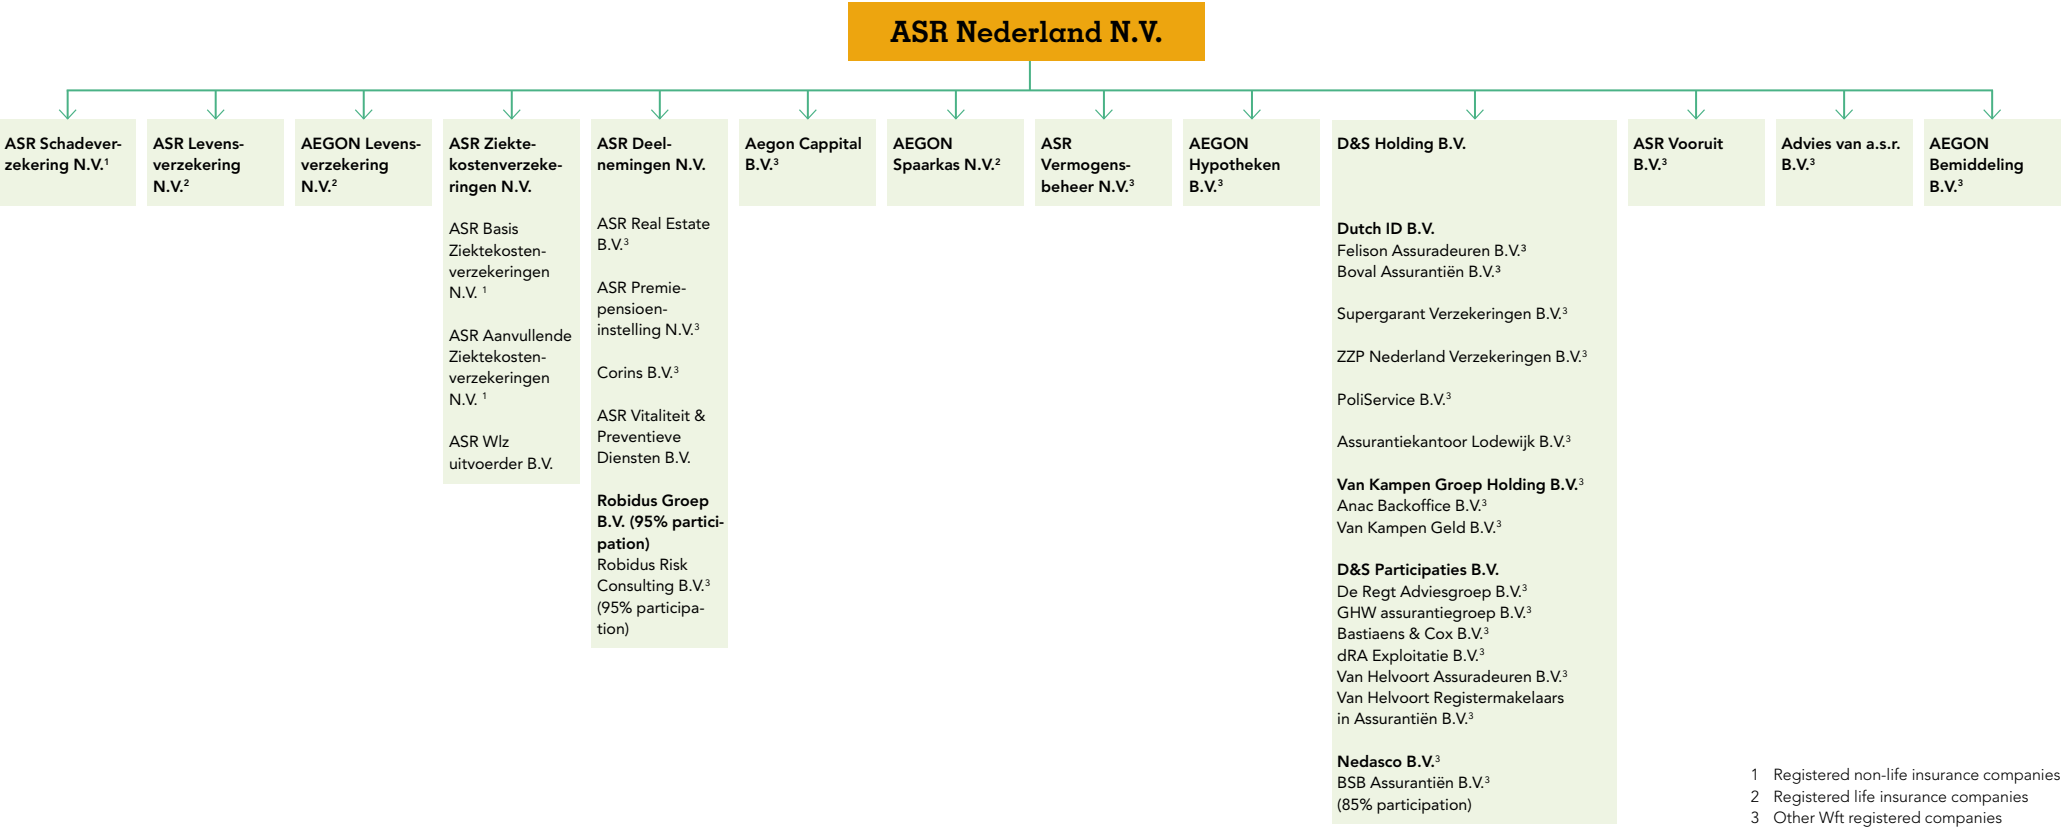 ASR Nederland N.V.
ASR Schadever-
zekering N.V.¹
ASR Levens-
verzekering
N.V.²
AEGON Levens-
verzekering
N.V.²
ASR Ziekte-
kostenverzeke-
ringen N.V.
ASR Basis
Ziektekosten-
verzekeringen
N.V. ¹
ASR Aanvullende
Ziektekosten-
verzekeringen
N.V. ¹
ASR Wlz
uitvoerder B.V.
ASR Deel-
nemingen N.V.
ASR Real Estate
B.V.³
ASR Premie-
pensioen-
instelling N.V.³
Corins B.V.³
ASR Vitaliteit &
Preventieve
Diensten B.V.
Robidus Groep
B.V. (95% partici-
pation)
Robidus Risk
Consulting B.V.³
(95% participa-
tion)
Aegon Cappital
B.V.³
AEGON
Spaarkas N.V.²
ASR
Vermogens-
beheer N.V.³
AEGON
Hypotheken
B.V.³
D&S Holding B.V.
Dutch ID B.V.
Felison Assuradeuren B.V.³
Boval Assurantiën B.V.³
Supergarant Verzekeringen B.V.³
ZZP Nederland Verzekeringen B.V.³
PoliService B.V.³
Assurantiekantoor Lodewijk B.V.³
Van Kampen Groep Holding B.V.³
Anac Backoffice B.V.³
Van Kampen Geld B.V.³
D&S Participaties B.V.
De Regt Adviesgroep B.V.³
GHW assurantiegroep B.V.³
Bastiaens & Cox B.V.³
dRA Exploitatie B.V.³
Van Helvoort Assuradeuren B.V.³
Van Helvoort Registermakelaars
in Assurantiën B.V.³
Nedasco B.V.³
BSB Assurantiën B.V.³
(85% participation)
ASR Vooruit
B.V.³
Advies van a.s.r.
B.V.³
AEGON
Bemiddeling
B.V.³
1 Registered non-life insurance companies
2 Registered life insurance companies
3 Other Wft registered companies